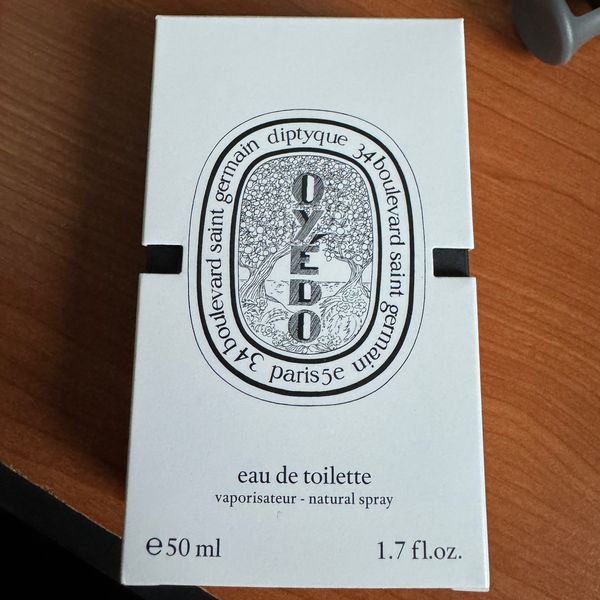 diptyque 34 boulevard saint germain paris 5e 34 boulevard saint germain
OYÉDO
eau de toilette
vaporisateur - natural spray
℮50 ml 1.7 fl.oz.